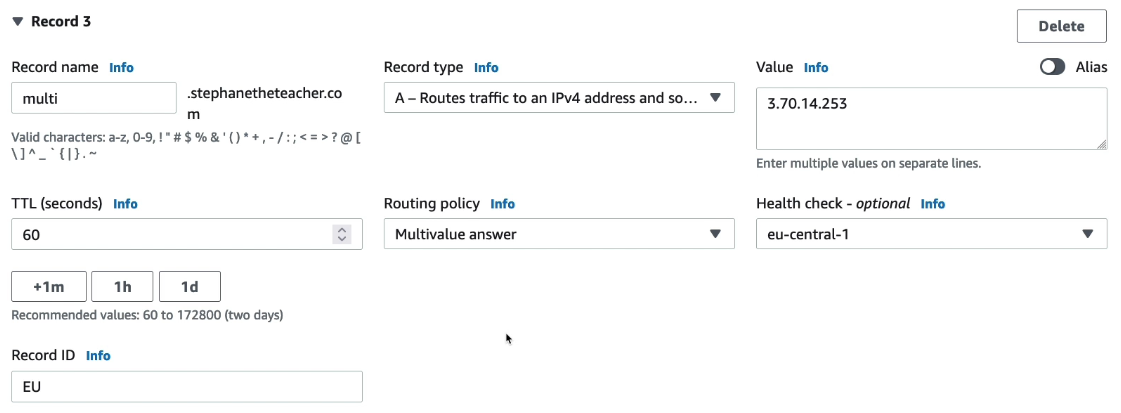 ▼ Record 3
Delete
Record name Info
multi
.stephanetheteacher.co
m
Valid characters: a-z, 0-9, ! " # $ % & ' ( ) * + , - / : ; < = > ? @ [
\ ] ^ _ ` { | } . ~
Record type Info
A – Routes traffic to an IPv4 address and so...
Value Info
Alias
3.70.14.253
Enter multiple values on separate lines.
TTL (seconds) Info
60
+1m
1h
1d
Recommended values: 60 to 172800 (two days)
Routing policy Info
Multivalue answer
Health check - optional Info
eu-central-1
Record ID Info
EU